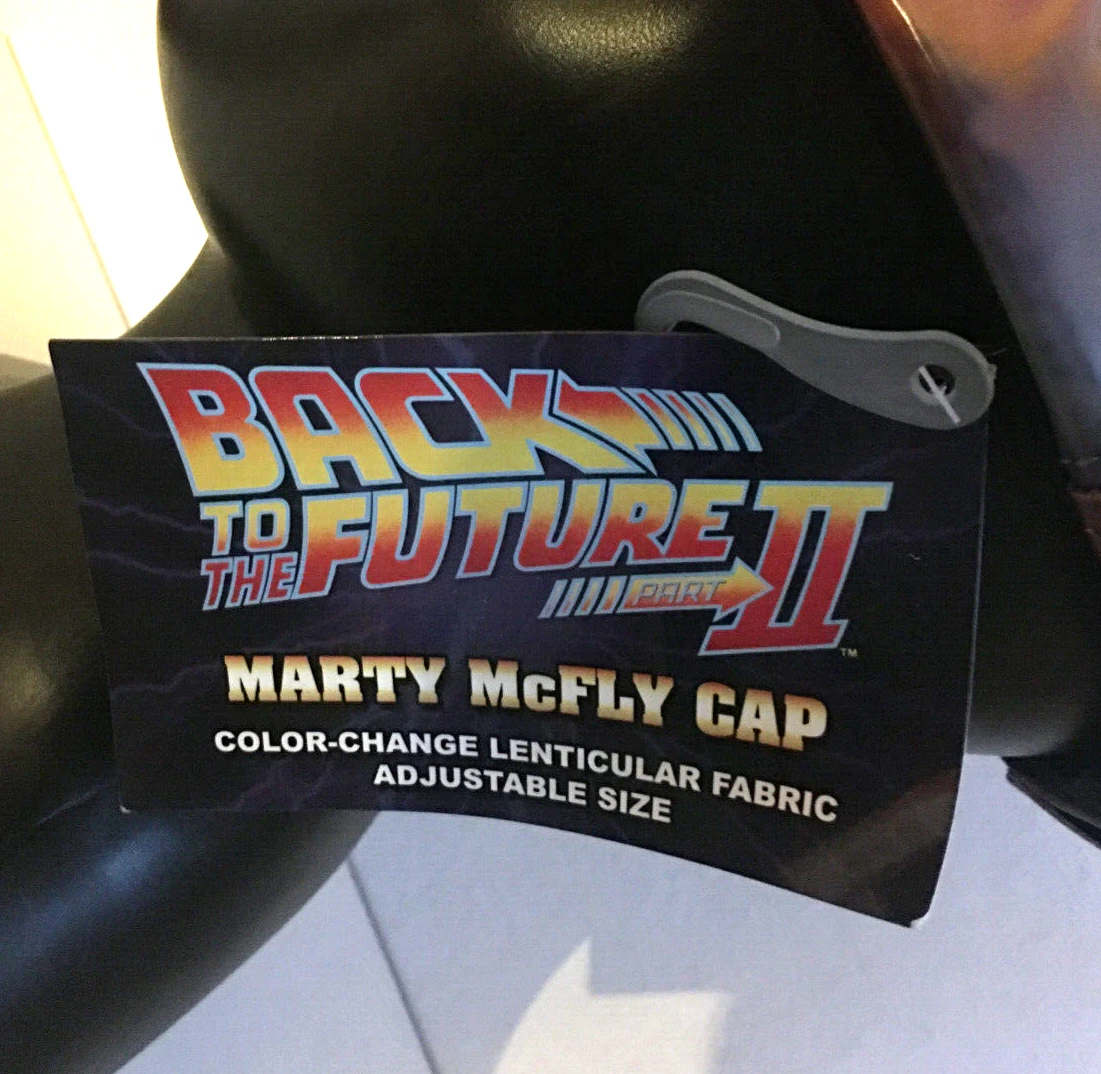 BACK
TO THE FUTURE II
PART
™
MARTY McFLY CAP
COLOR-CHANGE LENTICULAR FABRIC
ADJUSTABLE SIZE